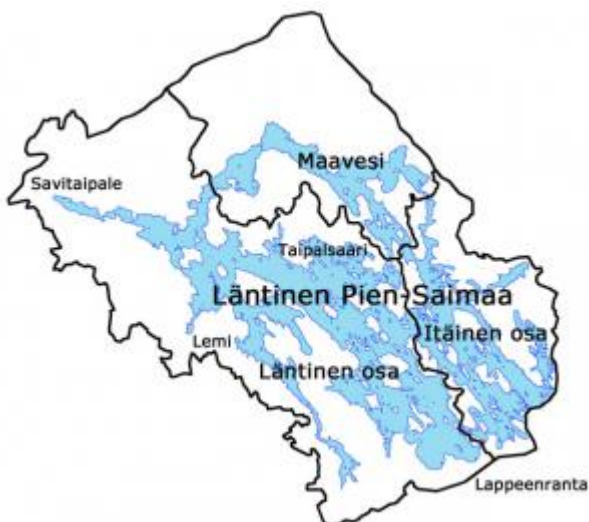 Maavesi
Savitaipale
Taipalsaari
Läntinen Pien-Saimaa
Itäinen osa
Lemi
Läntinen osa
Lappeenranta